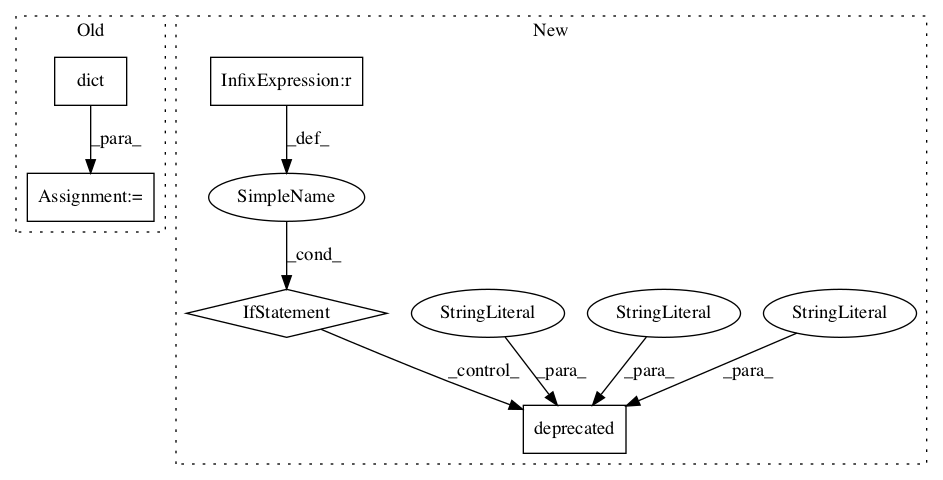 Old
New
dict
InfixExpression:r
_para_
_def_
Assignment:=
SimpleName
_cond_
IfStatement
StringLiteral
StringLiteral
StringLiteral
_control_
_para_
_para_
_para_
deprecated